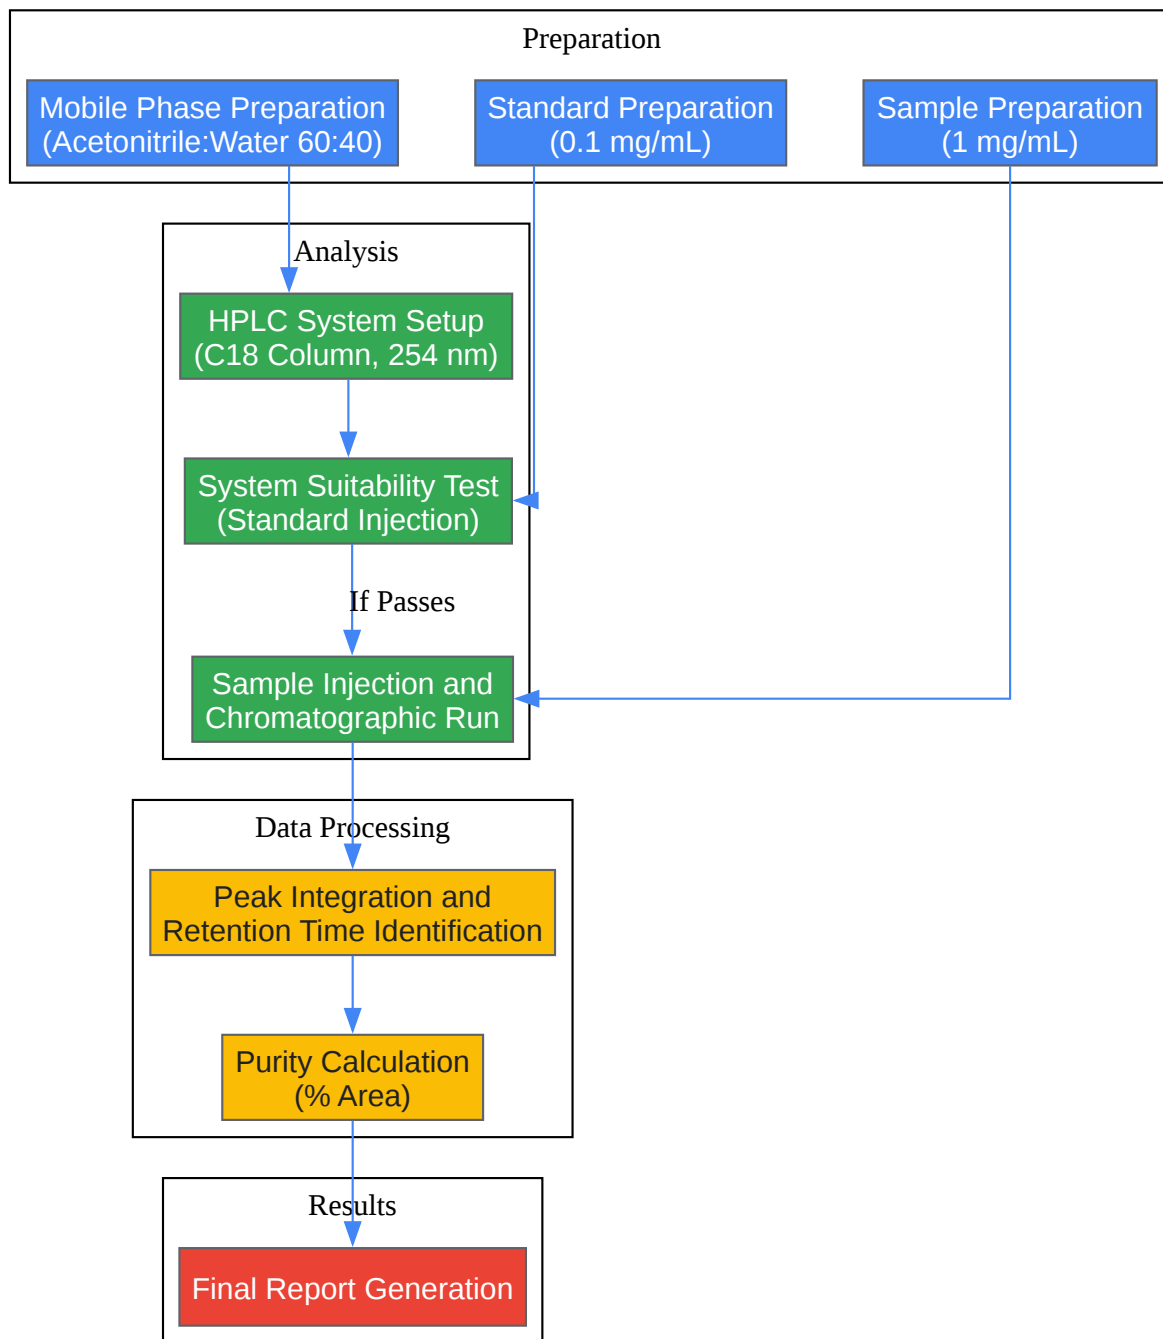 Preparation
Mobile Phase Preparation
(Acetonitrile:Water 60:40)
Standard Preparation
(0.1 mg/mL)
Sample Preparation
(1 mg/mL)
Analysis
HPLC System Setup
(C18 Column, 254 nm)
System Suitability Test
(Standard Injection)
If Passes
Sample Injection and
Chromatographic Run
Data Processing
Peak Integration and
Retention Time Identification
Purity Calculation
(% Area)
Results
Final Report Generation